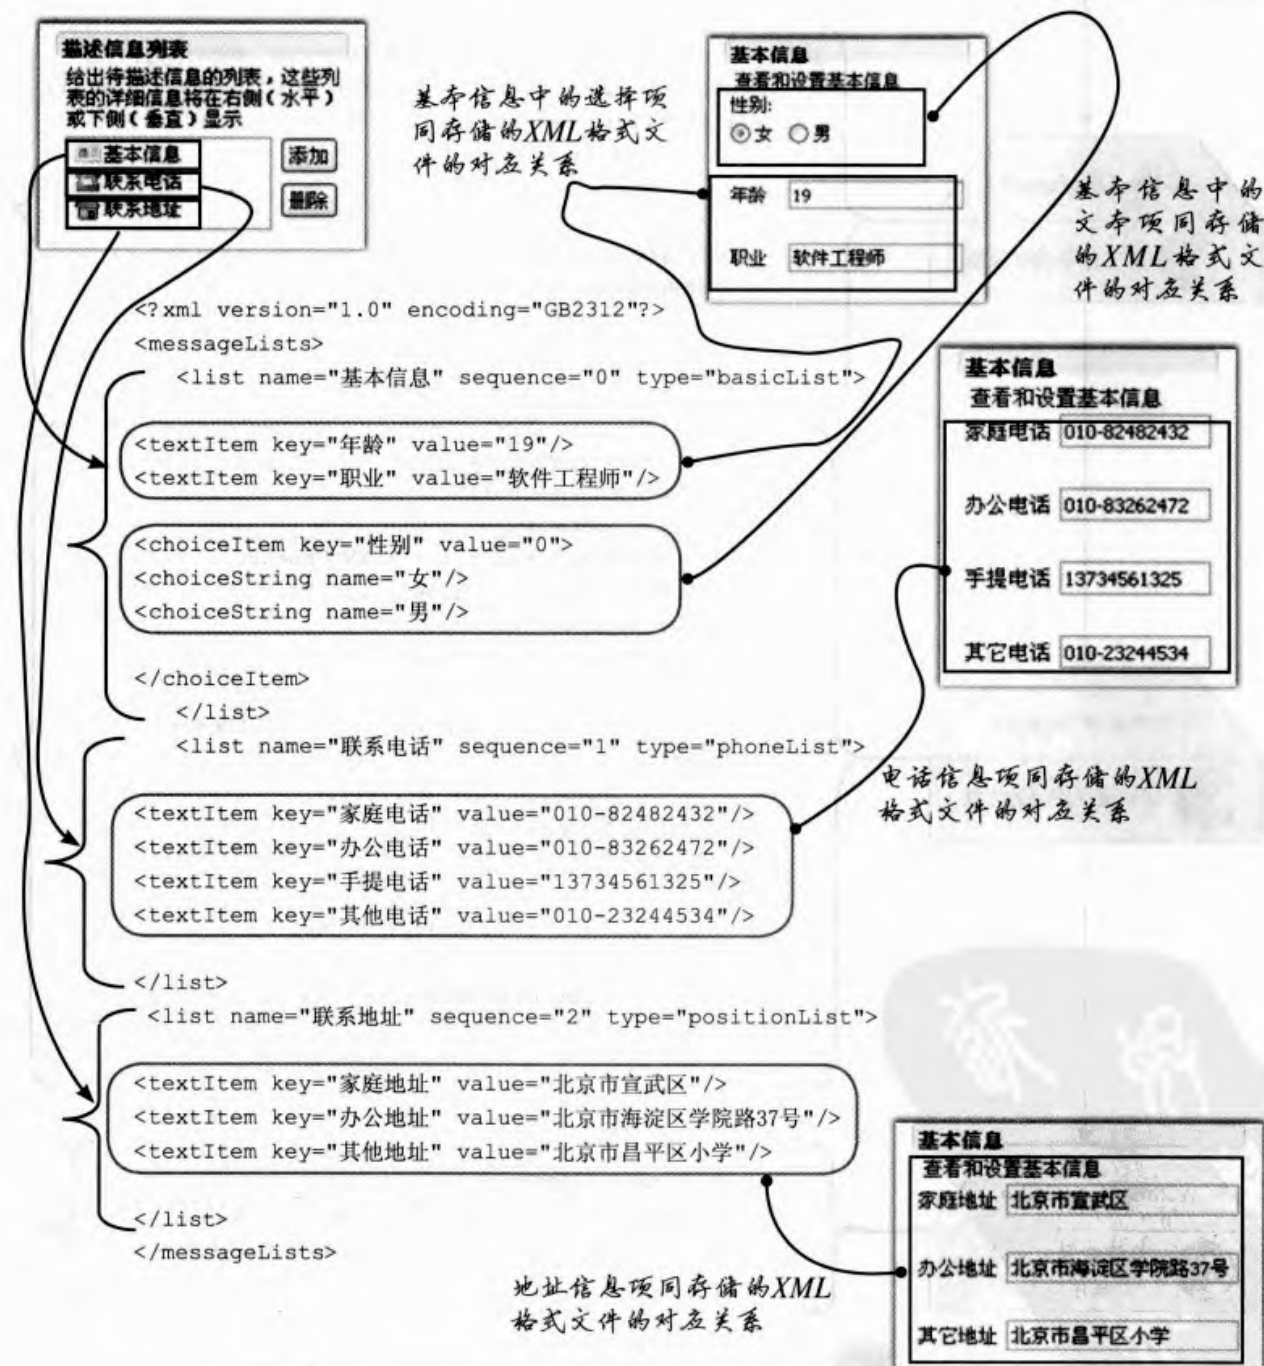 描述信息列表
给出待描述信息的列表，这些列
表的详细信息将在右侧（水平）
或下侧（垂直）显示
基本信息
联系电话
联系地址
添加
删除
基本信息中的选择项
同存储的XML格式文
件的对应关系
基本信息
查看和设置基本信息
性别:
女 男
年龄 19
职业 软件工程师
基本信息中的
文本项同存储
的XML格式文
件的对应关系
<?xml version="1.0" encoding="GB2312"?>
<messageLists>
<list name="基本信息" sequence="0" type="basicList">
<textItem key="年龄" value="19"/>
<textItem key="职业" value="软件工程师"/>
<choiceItem key="性别" value="0">
<choiceString name="女"/>
<choiceString name="男"/>
</choiceItem>
</list>
<list name="联系电话" sequence="1" type="phoneList">
<textItem key="家庭电话" value="010-82482432"/>
<textItem key="办公电话" value="010-83262472"/>
<textItem key="手提电话" value="13734561325"/>
<textItem key="其他电话" value="010-23244534"/>
</list>
<list name="联系地址" sequence="2" type="positionList">
<textItem key="家庭地址" value="北京市宣武区"/>
<textItem key="办公地址" value="北京市海淀区学院路37号"/>
<textItem key="其他地址" value="北京市昌平区小学"/>
</list>
</messageLists>
基本信息
查看和设置基本信息
家庭电话 010-82482432
办公电话 010-83262472
手提电话 13734561325
其它电话 010-23244534
电话信息项同存储的XML
格式文件的对应关系
基本信息
查看和设置基本信息
家庭地址 北京市宣武区
办公地址 北京市海淀区学院路37号
其它地址 北京市昌平区小学
地址信息项同存储的XML
格式文件的对应关系